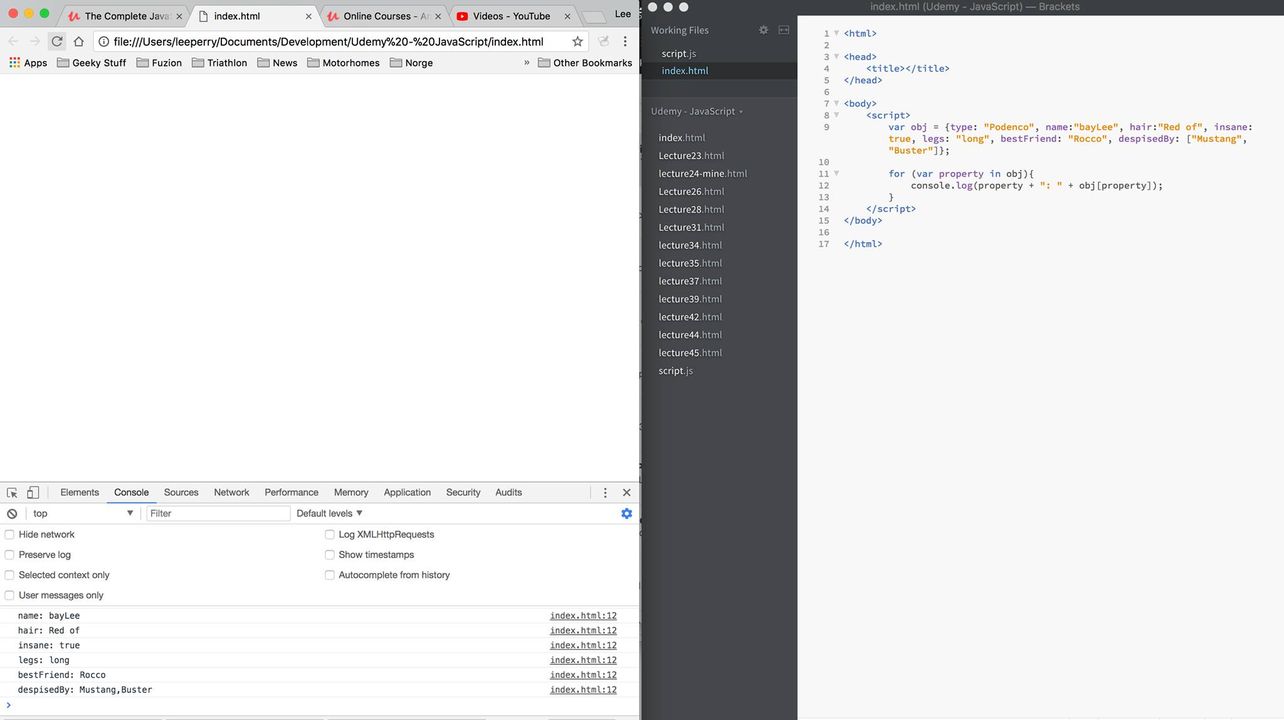 The Complete Java
index.html
Online Courses - A
Videos - YouTube
Lee
file:///Users/leeperry/Documents/Development/Udemy%20-%20JavaScript/index.html
Apps
Geeky Stuff
Fuzion
Triathlon
News
Motorhomes
Norge
»
Other Bookmarks
Elements
Console
Sources
Network
Performance
Memory
Application
Security
Audits
top
Filter
Default levels
Hide network
Log XMLHttpRequests
Preserve log
Show timestamps
Selected context only
Autocomplete from history
User messages only
name: bayLee index.html:12
hair: Red of index.html:12
insane: true index.html:12
legs: long index.html:12
bestFriend: Rocco index.html:12
despisedBy: Mustang,Buster index.html:12
>
index.html (Udemy - JavaScript) — Brackets
Working Files
script.js
index.html
Udemy - JavaScript
index.html
Lecture23.html
lecture24-mine.html
Lecture26.html
Lecture28.html
Lecture31.html
lecture34.html
lecture35.html
lecture37.html
lecture39.html
lecture42.html
lecture44.html
lecture45.html
script.js
1 <html>
2
3 <head>
4 <title></title>
5 </head>
6
7 <body>
8 <script>
9 var obj = {type: "Podenco", name:"bayLee", hair:"Red of", insane:
true, legs: "long", bestFriend: "Rocco", despisedBy: ["Mustang",
"Buster"]};
10
11 for (var property in obj){
12 console.log(property + ": " + obj[property]);
13 }
14 </script>
15 </body>
16
17 </html>